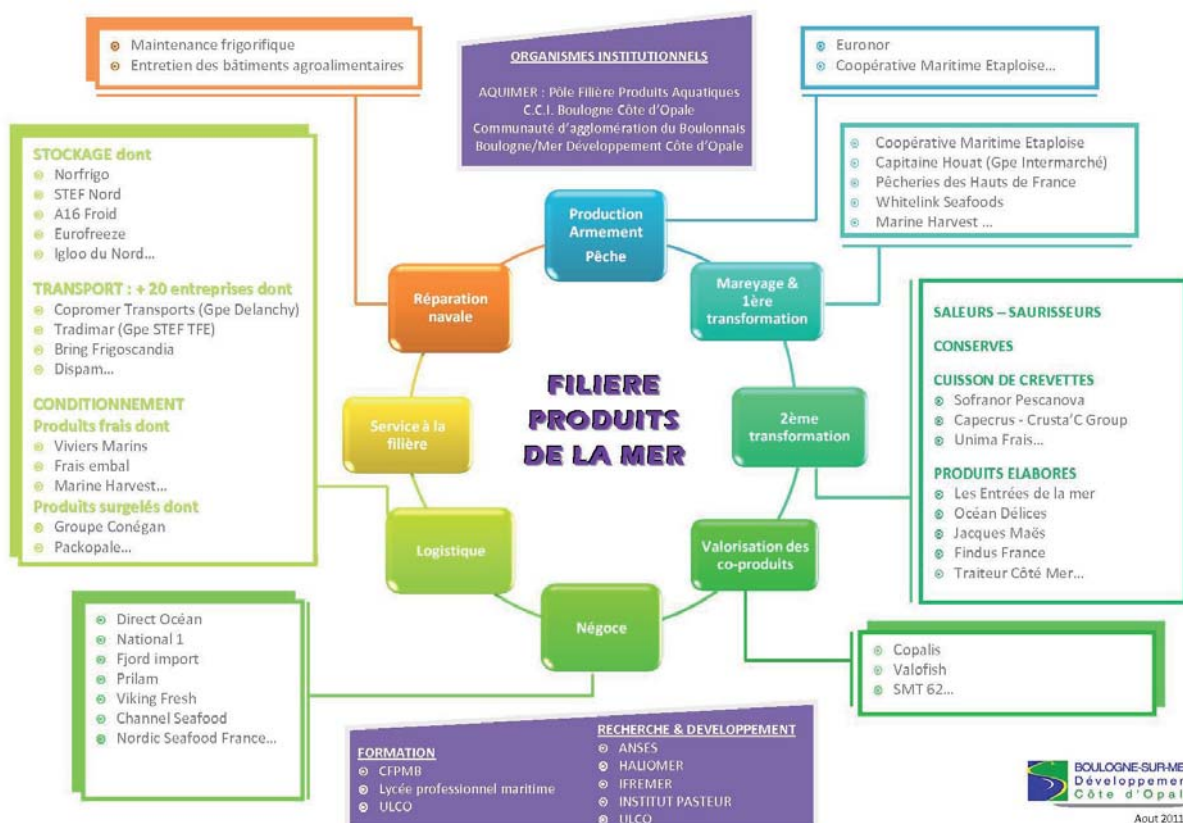 Maintenance frigorifique
Entretien des bâtiments agroalimentaires
ORGANISMES INSTITUTIONNELS
AQUIMER : Pôle Filière Produits Aquatiques
C.C.I. Boulogne Côte d'Opale
Communauté d'agglomération du Boulonnais
Boulogne/Mer Développement Côte d'Opale
Euronor
Coopérative Maritime Etaploise...
Coopérative Maritime Etaploise
Capitaine Houat (Gpe Intermarché)
Pêcheries des Hauts de France
Whitelink Seafoods
Marine Harvest ...
STOCKAGE dont
Norfrigo
STEF Nord
A16 Froid
Eurofreeze
Igloo du Nord...
TRANSPORT : + 20 entreprises dont
Copromer Transports (Gpe Delanchy)
Tradimar (Gpe STEF TFE)
Bring Frigoscandia
Dispam...
CONDITIONNEMENT
Produits frais dont
Viviers Marins
Frais embal
Marine Harvest...
Produits surgelés dont
Groupe Conégan
Packopale...
Production
Armement
Pêche
Réparation
navale
Mareyage &
1ère
transformation
FILIERE
PRODUITS
DE LA MER
Service à la
filière
2ème
transformation
Logistique
Valorisation des
co-produits
Négoce
SALEURS – SAURISSEURS
CONSERVES
CUISSON DE CREVETTES
Sofranor Pescanova
Capecrus - Crusta'C Group
Unima Frais...
PRODUITS ELABORES
Les Entrées de la mer
Océan Délices
Jacques Maës
Findus France
Traiteur Côté Mer...
Direct Océan
National 1
Fjord import
Prilam
Viking Fresh
Channel Seafood
Nordic Seafood France...
Copalis
Valofish
SMT 62...
FORMATION
CFPMB
Lycée professionnel maritime
ULCO
RECHERCHE & DEVELOPPEMENT
ANSES
HALIOMER
IFREMER
INSTITUT PASTEUR
ULCO
BOULOGNE-SUR-ME
Développemen
Côte d'Opal
Aout 2011